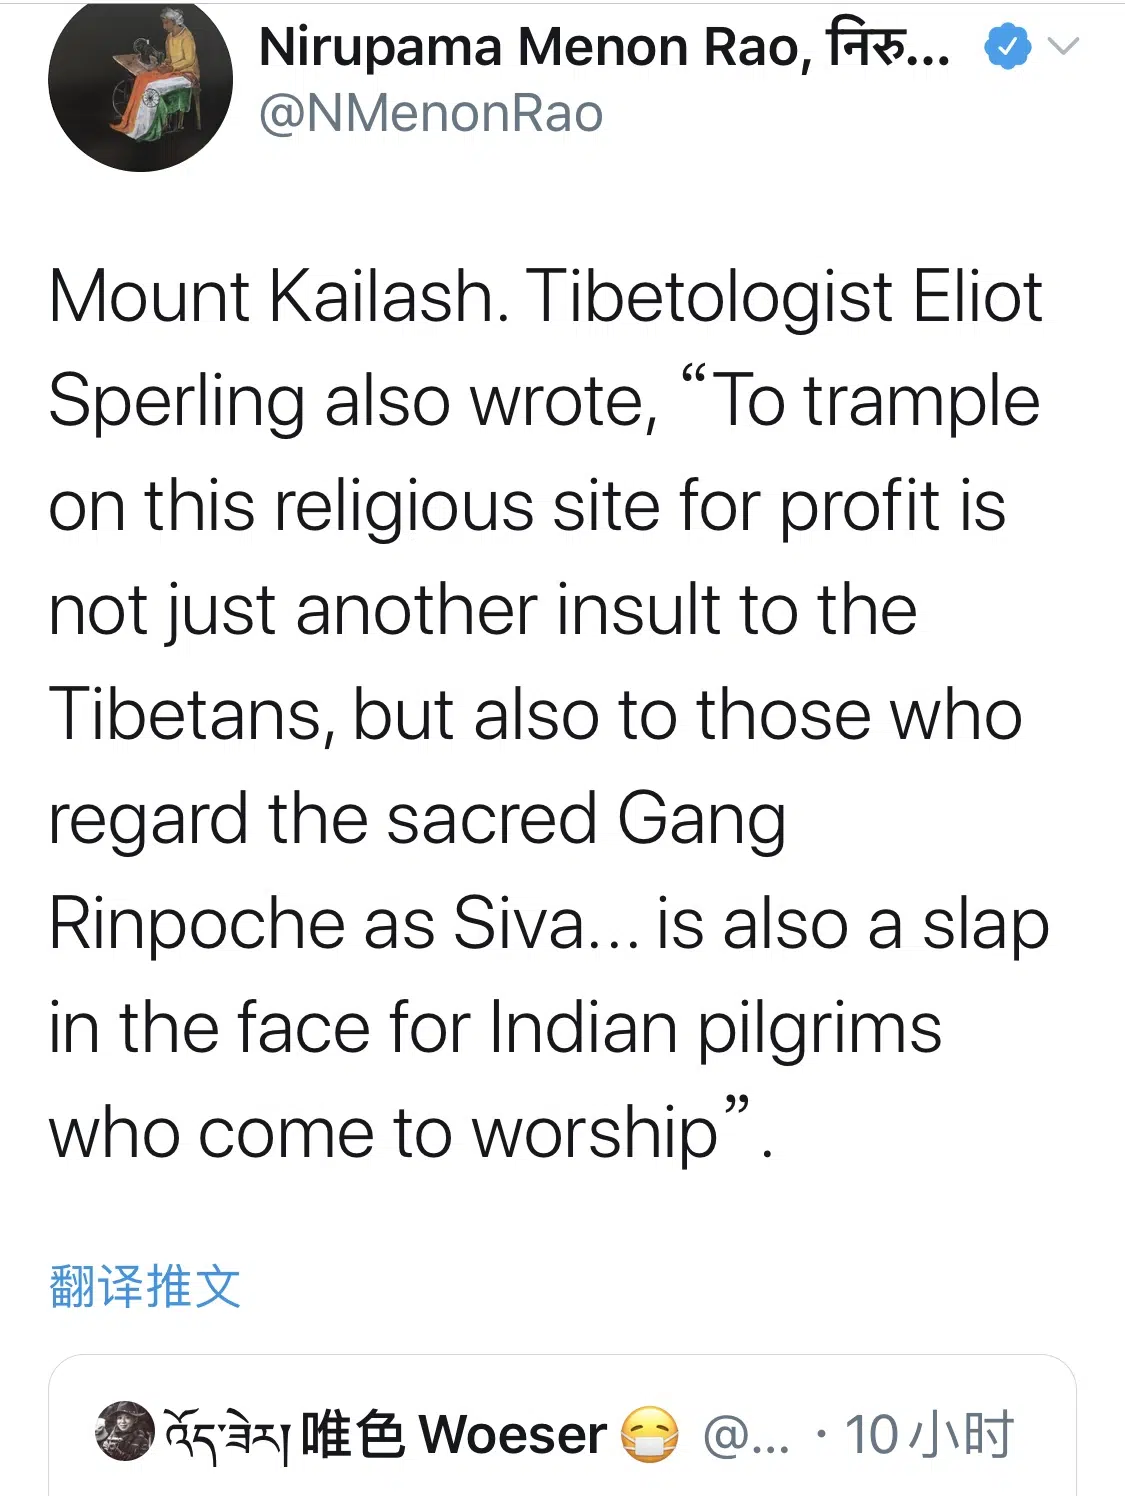 Nirupama Menon Rao, निरु...
@NMenonRao
Mount Kailash. Tibetologist Eliot
Sperling also wrote, “To trample
on this religious site for profit is
not just another insult to the
Tibetans, but also to those who
regard the sacred Gang
Rinpoche as Siva... is also a slap
in the face for Indian pilgrims
who come to worship”.
翻译推文
འོད་ཟེར། 唯色 Woeser 😷 @... · 10小时